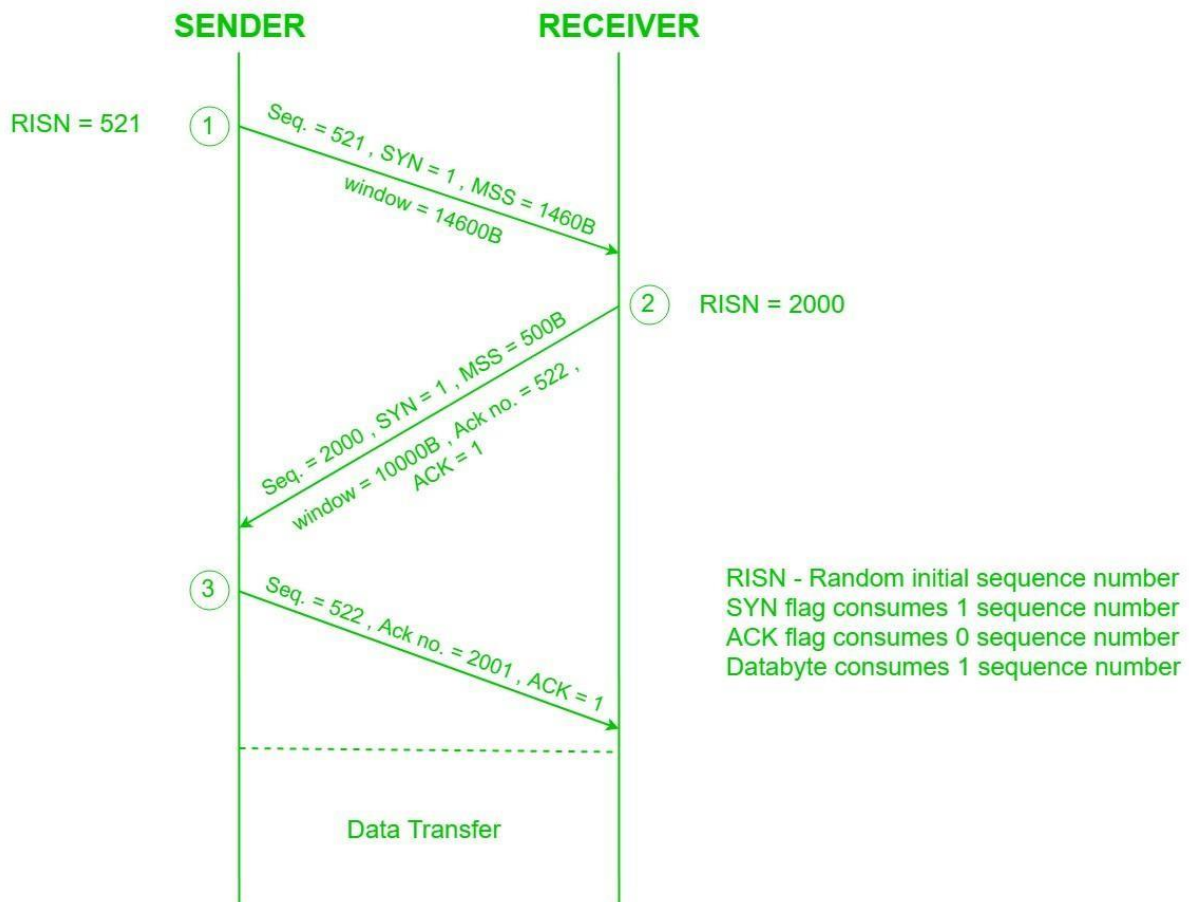 SENDER
RECEIVER
RISN = 521
1
Seq. = 521 , SYN = 1 , MSS = 1460B
window = 14600B
2
RISN = 2000
Seq. = 2000 , SYN = 1 , MSS = 500B
window = 10000B , Ack no. = 522 ,
ACK = 1
3
Seq. = 522 , Ack no. = 2001 , ACK = 1
RISN - Random initial sequence number
SYN flag consumes 1 sequence number
ACK flag consumes 0 sequence number
Databyte consumes 1 sequence number
Data Transfer